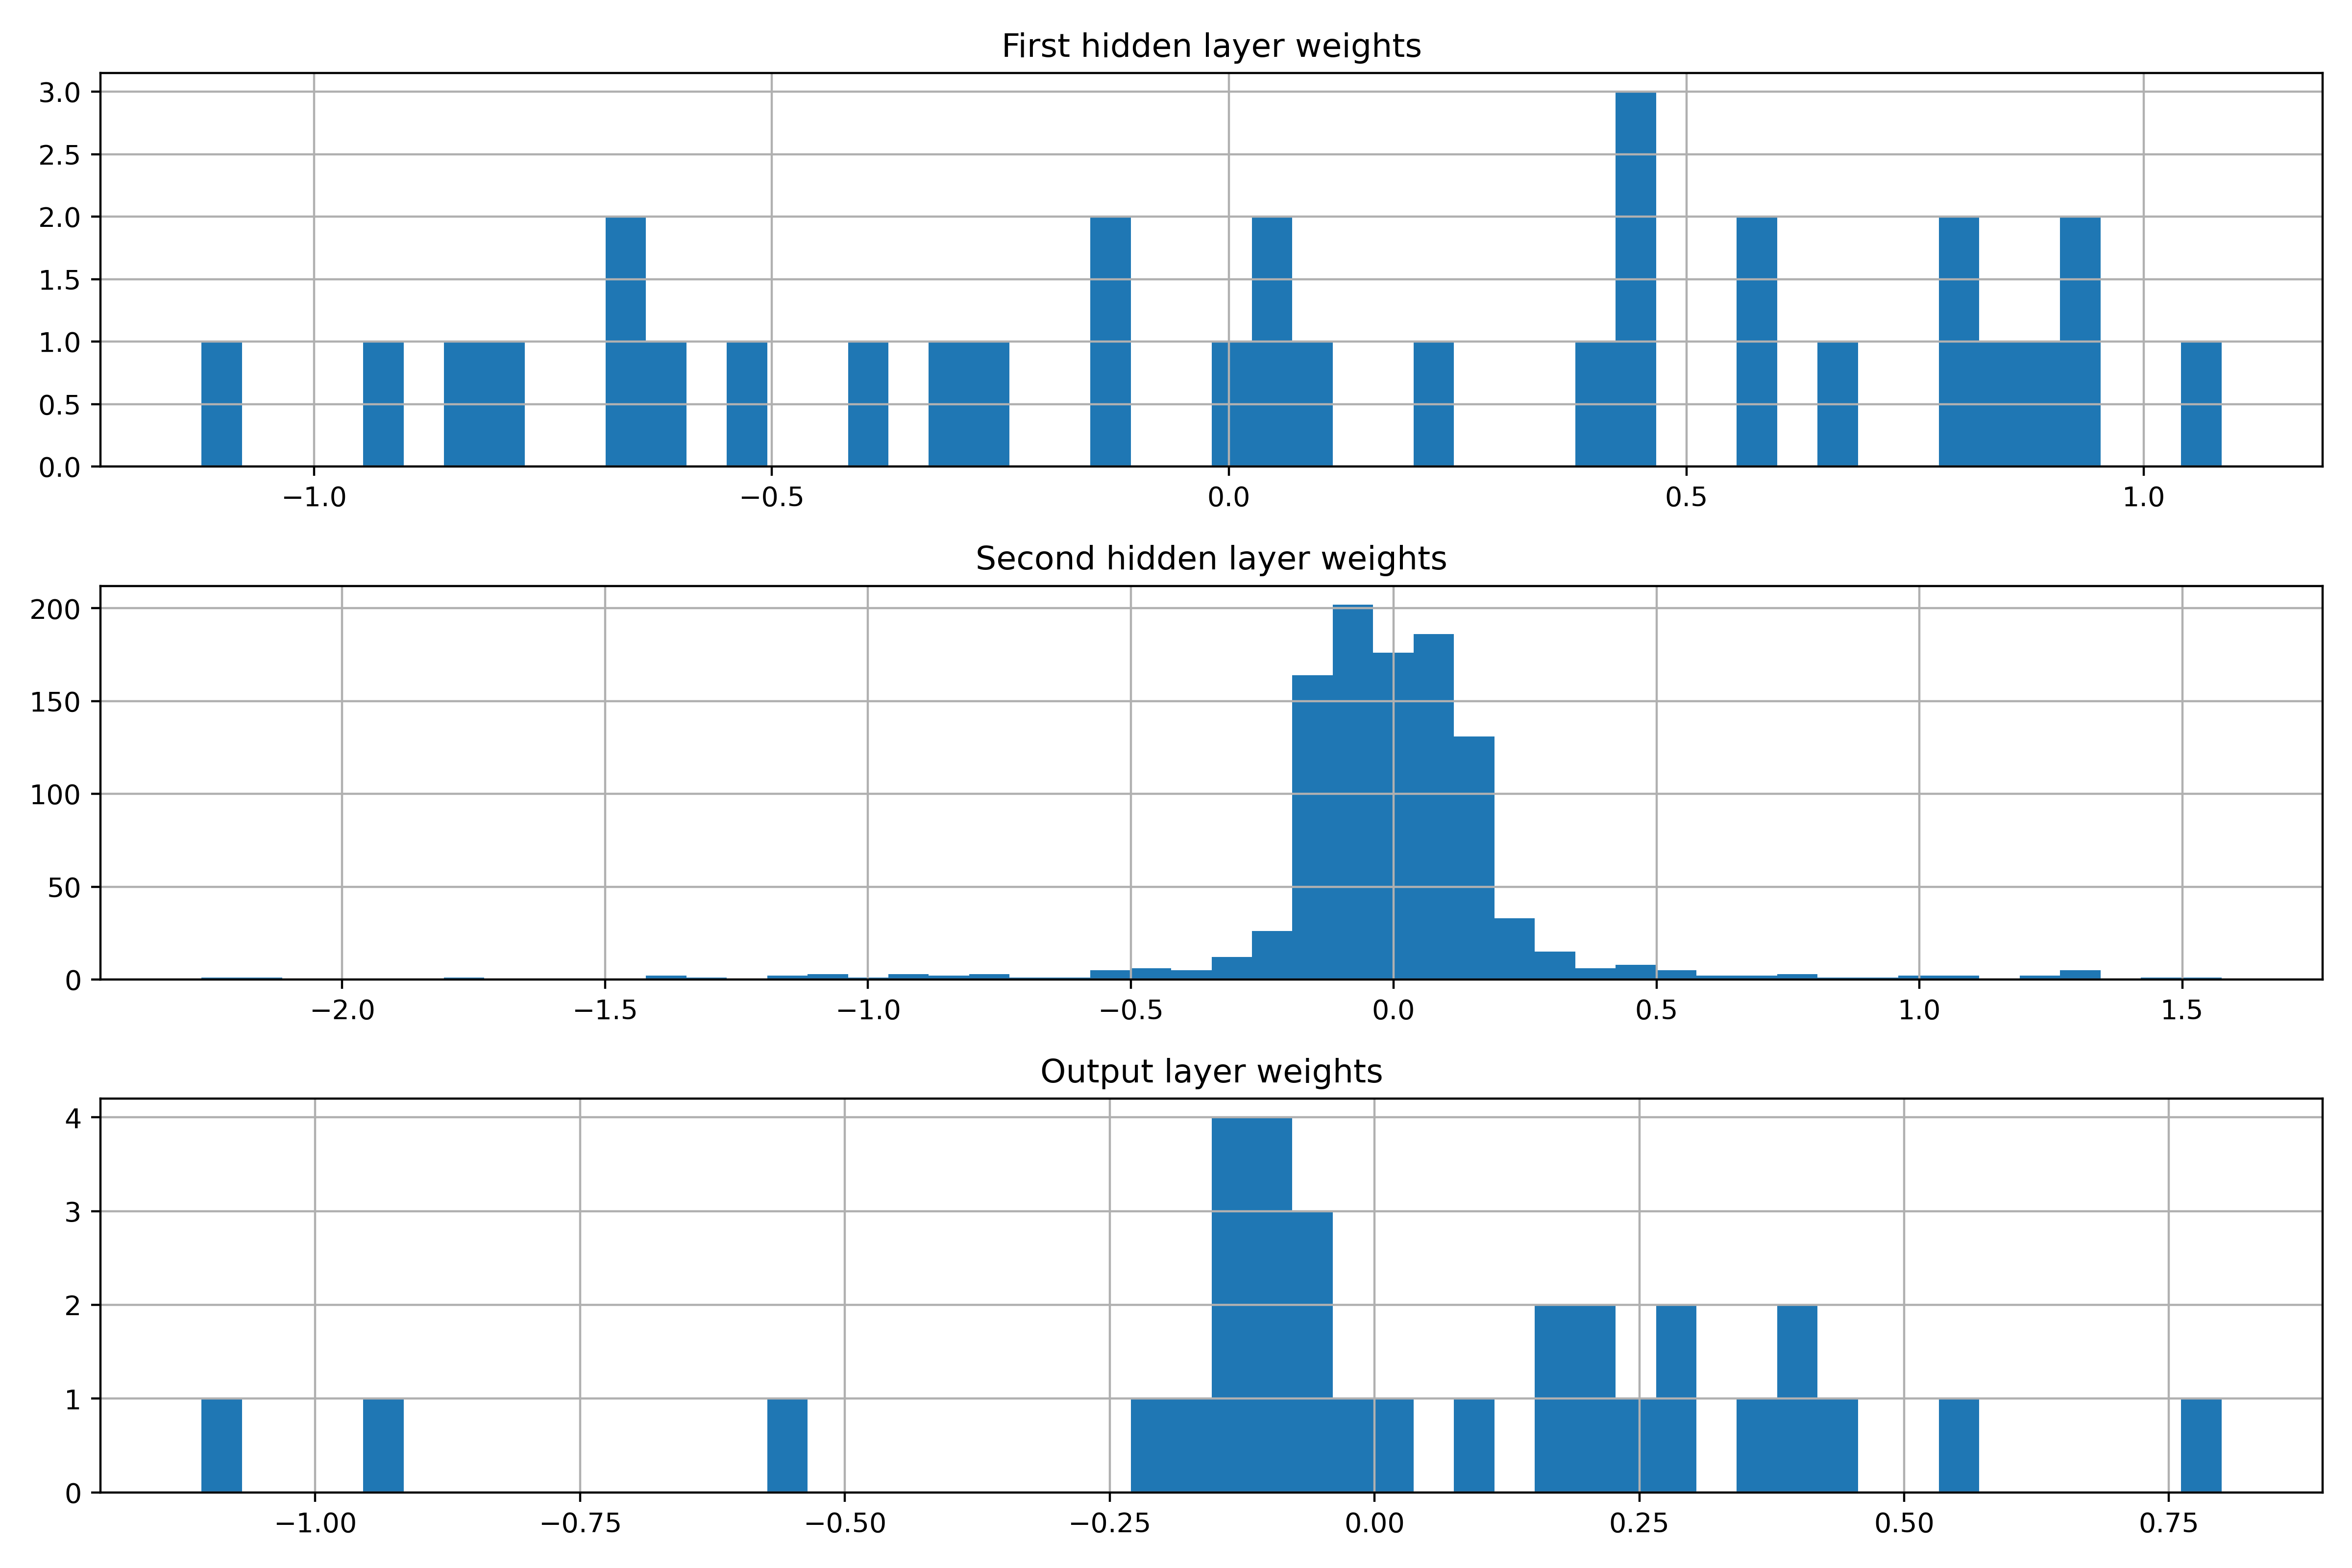 First hidden layer weights
3.0
2.5
2.0
1.5
1.0
0.5
0.0
−1.0 −0.5 0.0 0.5 1.0
Second hidden layer weights
200
150
100
50
0
−2.0 −1.5 −1.0 −0.5 0.0 0.5 1.0 1.5
Output layer weights
4
3
2
1
0
−1.00 −0.75 −0.50 −0.25 0.00 0.25 0.50 0.75